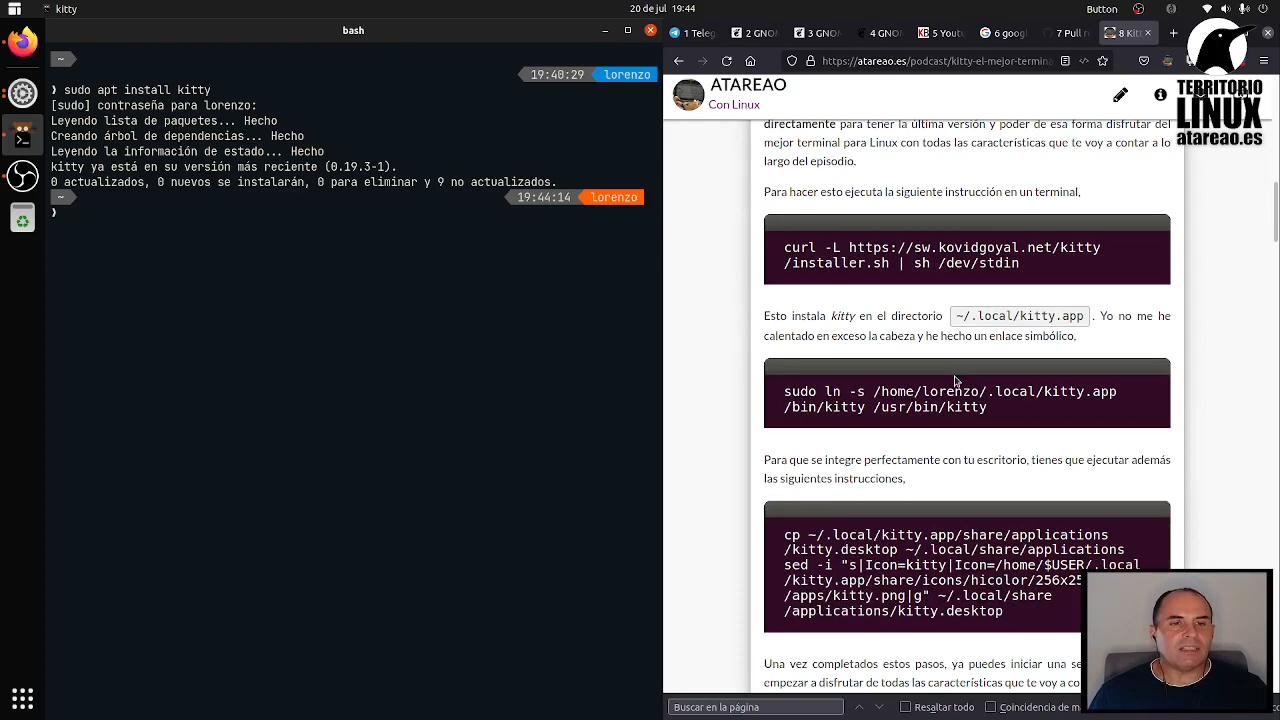 kitty
20 de jul
19:44
Button
bash
~
19:40:29 lorenzo
❯ sudo apt install kitty
[sudo] contraseña para lorenzo:
Leyendo lista de paquetes... Hecho
Creando árbol de dependencias... Hecho
Leyendo la información de estado... Hecho
kitty ya está en su versión más reciente (0.19.3-1).
0 actualizados, 0 nuevos se instalarán, 0 para eliminar y 9 no actualizados.
~
19:44:14 lorenzo
❯
1 Teleg
2 GNO
3 GNO
4 GNO
5 Youtu
6 googl
7 Pull r
8 Kitt
https://atareao.es/podcast/kitty-el-mejor-termina
ATAREAO
Con Linux
TERRITORIO
LINUX
atareao.es
directamente para tener la última versión y poder de esa forma disfrutar del
mejor terminal para Linux con todas las características que te voy a contar a lo
largo del episodio.
Para hacer esto ejecuta la siguiente instrucción en un terminal,
curl -L https://sw.kovidgoyal.net/kitty
/installer.sh | sh /dev/stdin
Esto instala kitty en el directorio ~/.local/kitty.app . Yo no me he
calentado en exceso la cabeza y he hecho un enlace simbólico,
sudo ln -s /home/lorenzo/.local/kitty.app
/bin/kitty /usr/bin/kitty
Para que se integre perfectamente con tu escritorio, tienes que ejecutar además
las siguientes instrucciones,
cp ~/.local/kitty.app/share/applications
/kitty.desktop ~/.local/share/applications
sed -i "s|Icon=kitty|Icon=/home/$USER/.local
/kitty.app/share/icons/hicolor/256x25
/apps/kitty.png|g" ~/.local/share
/applications/kitty.desktop
Una vez completados estos pasos, ya puedes iniciar una se
empezar a disfrutar de todas las características que te voy a co
Buscar en la página
Resaltar todo
Coincidencia de m